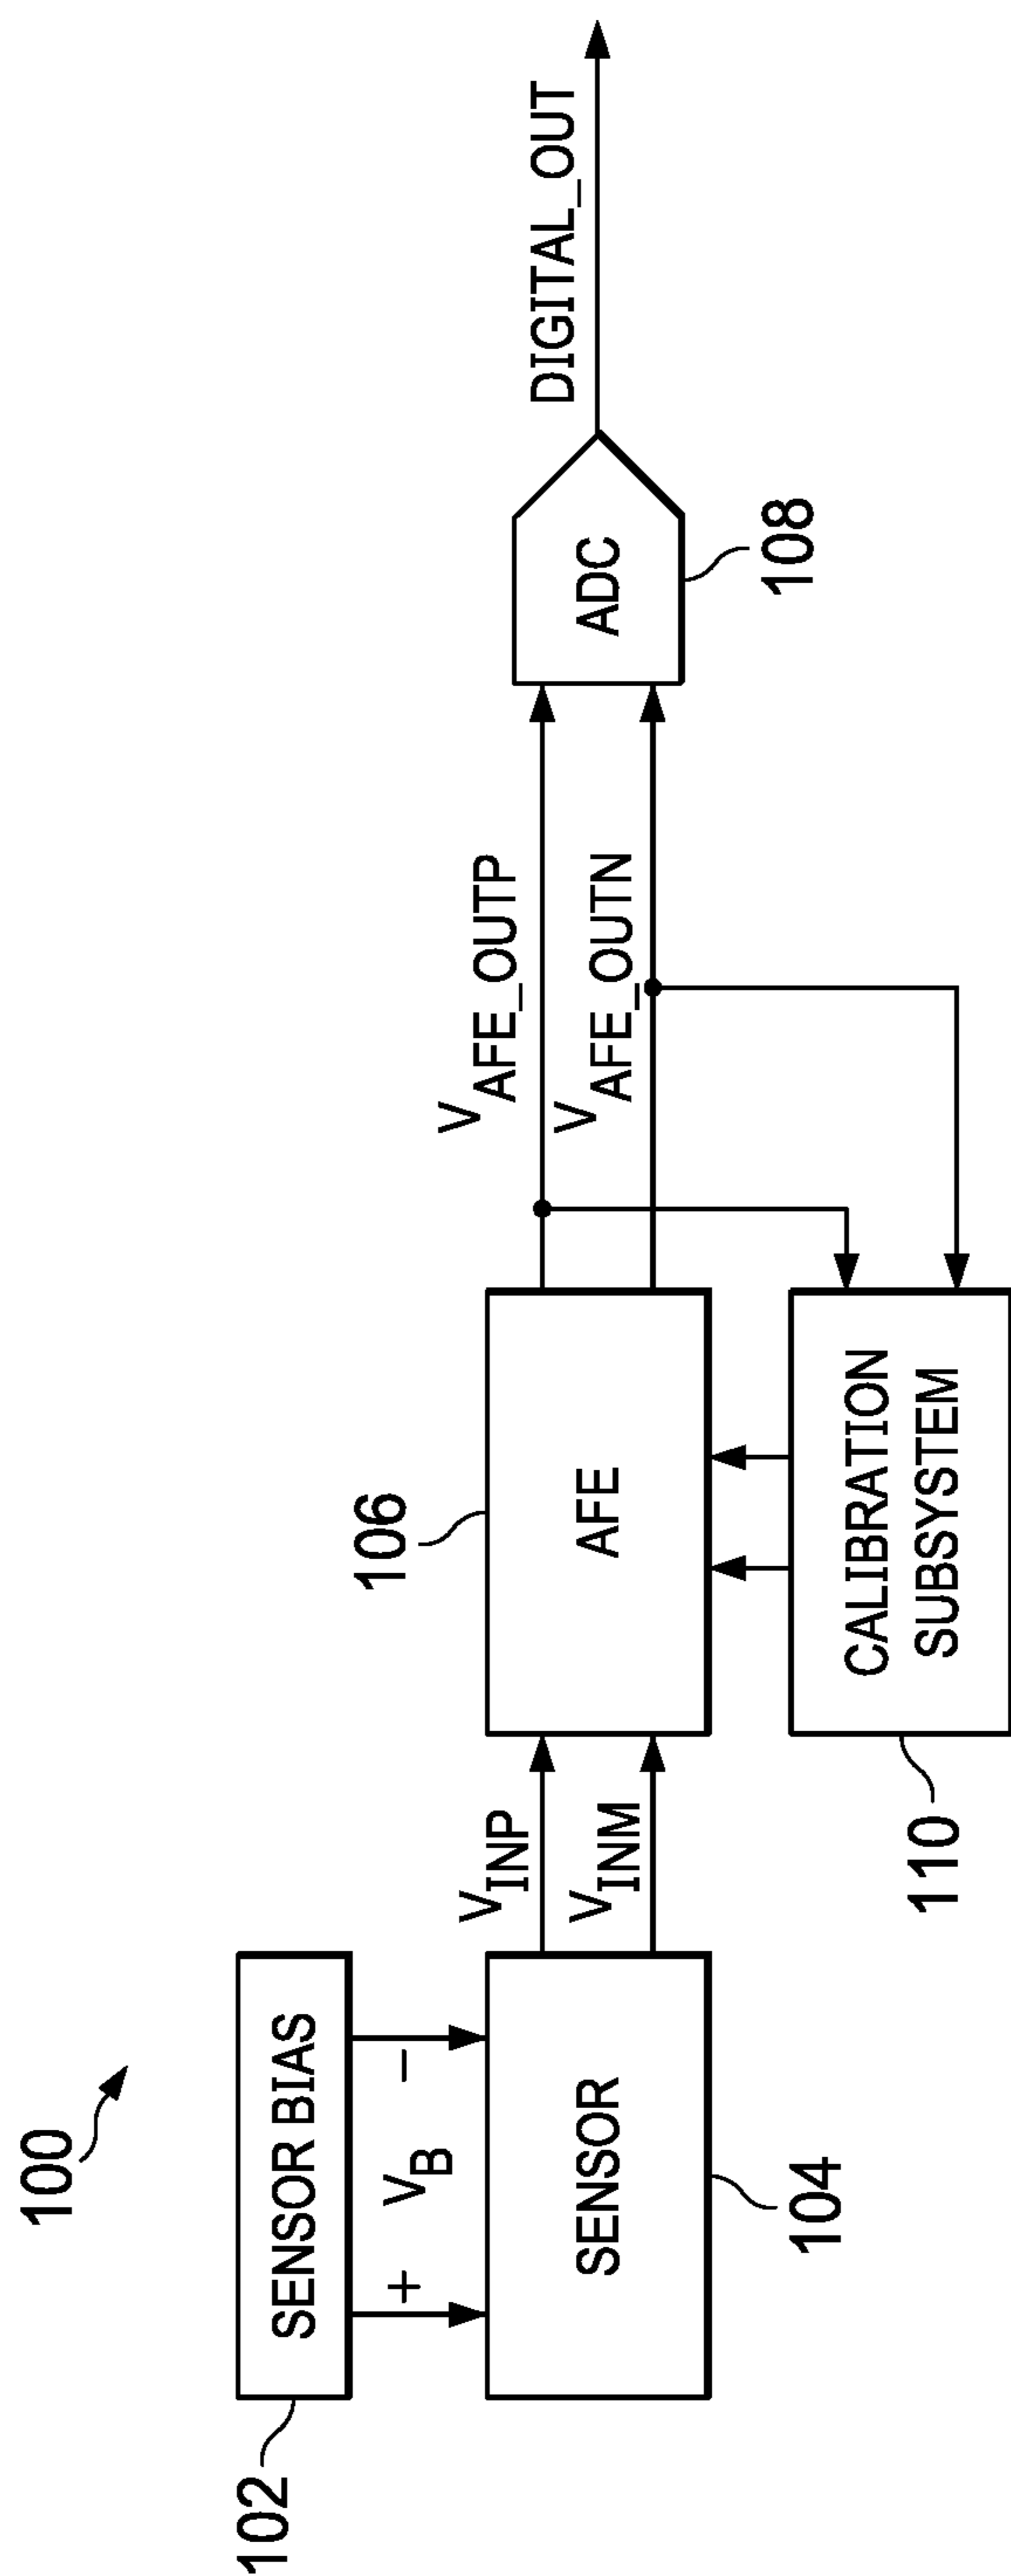 100
102
SENSOR BIAS
+ V_B −
SENSOR
104
V_INP
V_INM
106
AFE
CALIBRATION
SUBSYSTEM
110
V_AFE_OUTP
V_AFE_OUTN
ADC
108
DIGITAL_OUT